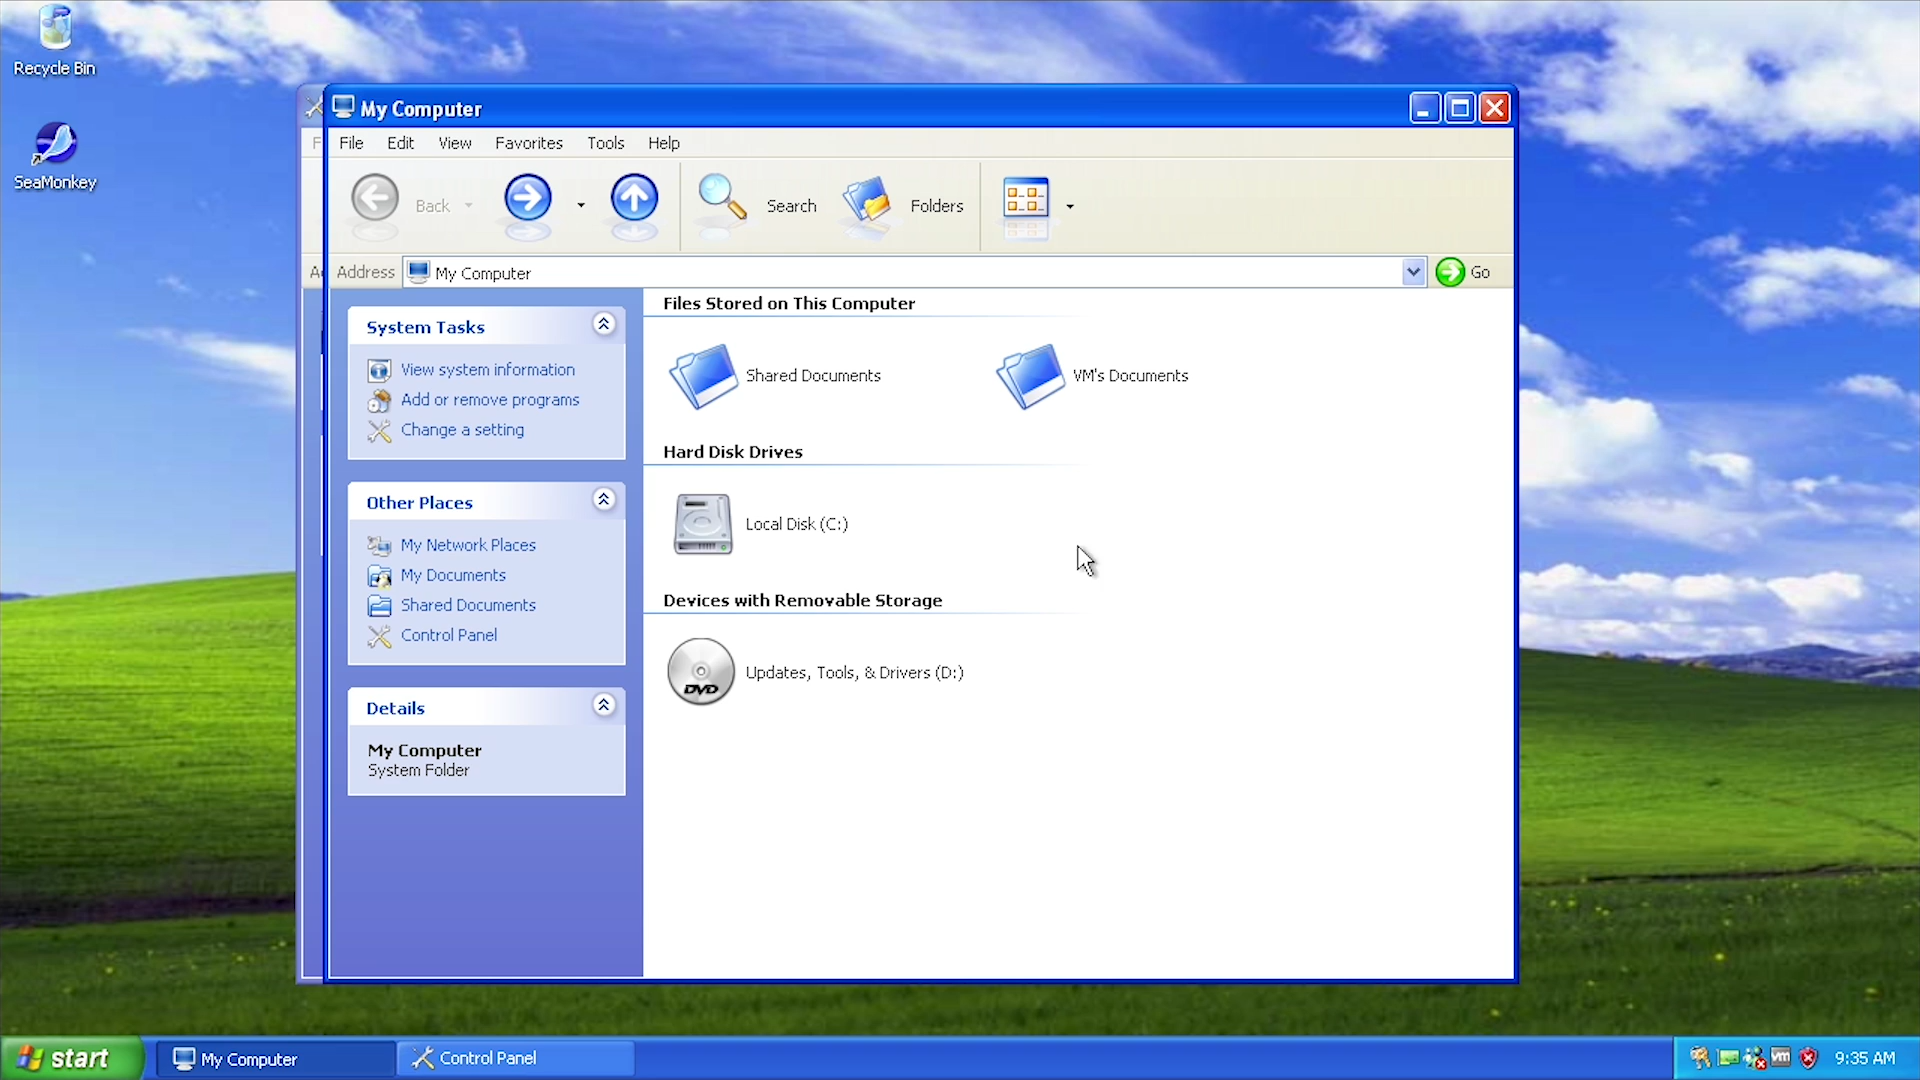 Recycle Bin
SeaMonkey
My Computer
F
File Edit View Favorites Tools Help
Back
Search
Folders
A
Address
My Computer
Go
System Tasks
View system information
Add or remove programs
Change a setting
Other Places
My Network Places
My Documents
Shared Documents
Control Panel
Details
My Computer
System Folder
Files Stored on This Computer
Shared Documents
VM's Documents
Hard Disk Drives
Local Disk (C:)
Devices with Removable Storage
DVD
Updates, Tools, & Drivers (D:)
start
My Computer
Control Panel
vm
9:35 AM